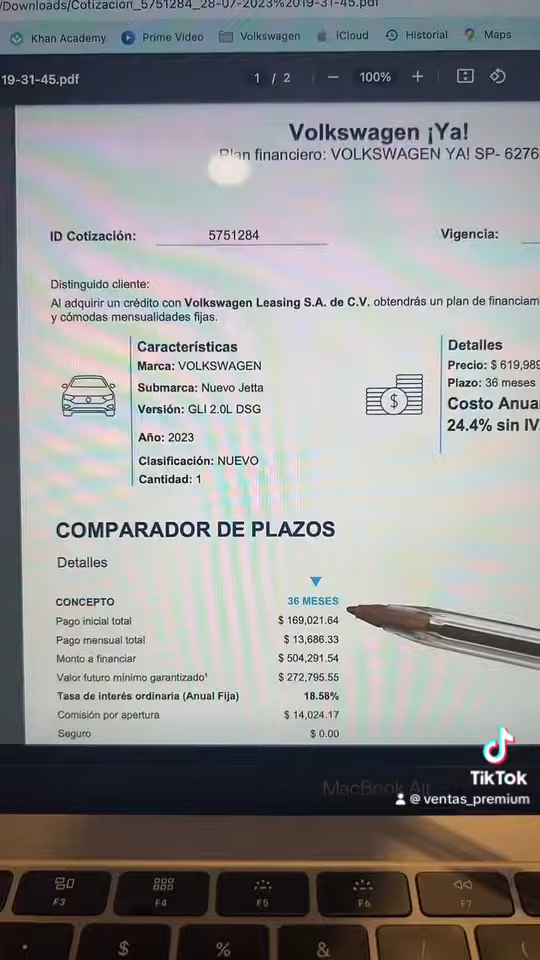 /Downloads/Cotizacion_5751284_28-07-2023%2019-31-45.pdf
Khan Academy Prime Video Volkswagen iCloud Historial Maps
19-31-45.pdf 1 / 2 100%
Volkswagen ¡Ya!
Plan financiero: VOLKSWAGEN YA! SP- 6276
ID Cotización: 5751284 Vigencia:
Distinguido cliente:
Al adquirir un crédito con Volkswagen Leasing S.A. de C.V. obtendrás un plan de financiam
y cómodas mensualidades fijas.
Características
Marca: VOLKSWAGEN
Submarca: Nuevo Jetta
Versión: GLI 2.0L DSG
Año: 2023
Clasificación: NUEVO
Cantidad: 1
Detalles
Precio: $ 619,989
Plazo: 36 meses
Costo Anua
24.4% sin IV
COMPARADOR DE PLAZOS
Detalles
CONCEPTO 36 MESES
Pago inicial total $ 169,021.64
Pago mensual total $ 13,686.33
Monto a financiar $ 504,291.54
Valor futuro mínimo garantizado¹ $ 272,795.55
Tasa de interés ordinaria (Anual Fija) 18.58%
Comisión por apertura $ 14,024.17
Seguro $ 0.00
TikTok
@ventas_premium
MacBook Air
F3 F4 F5 F6 F7
$ % & / (